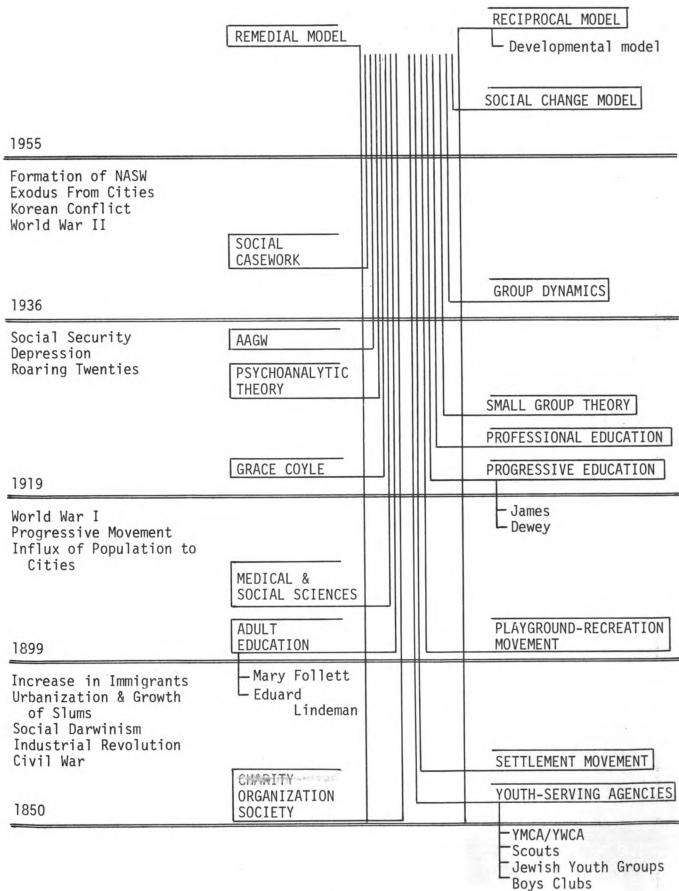 RECIPROCAL MODEL
Developmental model
REMEDIAL MODEL
SOCIAL CHANGE MODEL
1955
Formation of NASW
Exodus From Cities
Korean Conflict
World War II
SOCIAL
CASEWORK
GROUP DYNAMICS
1936
Social Security
Depression
Roaring Twenties
AAGW
PSYCHOANALYTIC
THEORY
SMALL GROUP THEORY
PROFESSIONAL EDUCATION
GRACE COYLE
PROGRESSIVE EDUCATION
James
Dewey
1919
World War I
Progressive Movement
Influx of Population to
Cities
MEDICAL &
SOCIAL SCIENCES
ADULT
EDUCATION
Mary Follett
Eduard
Lindeman
PLAYGROUND-RECREATION
MOVEMENT
1899
Increase in Immigrants
Urbanization & Growth
of Slums
Social Darwinism
Industrial Revolution
Civil War
SETTLEMENT MOVEMENT
CHARITY
ORGANIZATION
SOCIETY
YOUTH-SERVING AGENCIES
YMCA/YWCA
Scouts
Jewish Youth Groups
Boys Clubs
1850